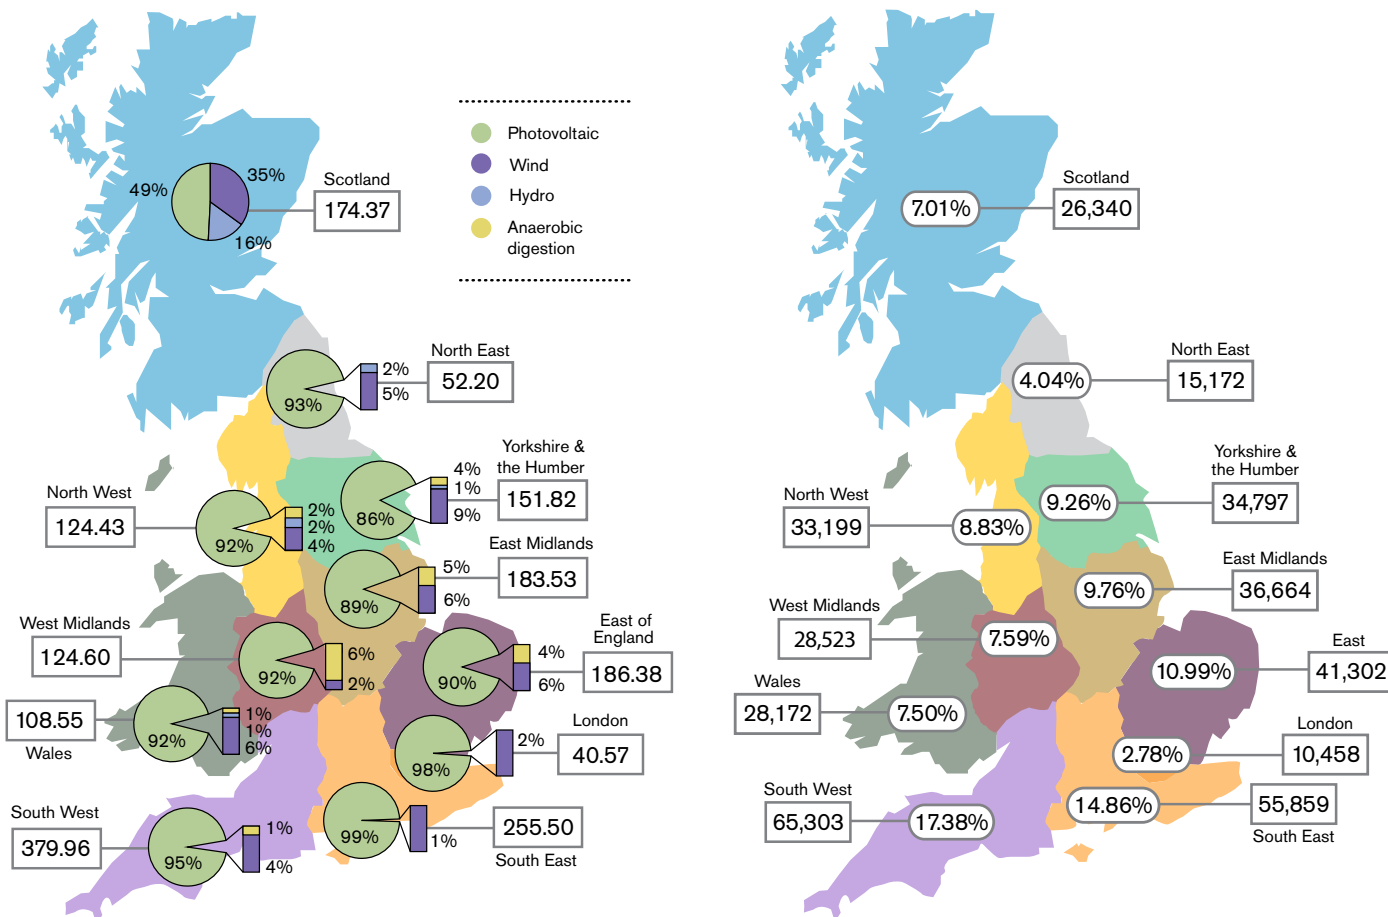 Photovoltaic
Wind
Hydro
Anaerobic
digestion
49%
35%
16%
Scotland
174.37
North East
52.20
2%
5%
93%
Yorkshire &
the Humber
151.82
4%
1%
9%
86%
North West
124.43
2%
2%
4%
92%
East Midlands
183.53
5%
6%
89%
West Midlands
124.60
6%
2%
92%
East of
England
186.38
4%
6%
90%
108.55
Wales
1%
1%
6%
92%
London
40.57
2%
98%
South West
379.96
1%
4%
95%
255.50
South East
1%
99%
Scotland
26,340
7.01%
North East
15,172
4.04%
Yorkshire &
the Humber
34,797
9.26%
North West
33,199
8.83%
East Midlands
36,664
9.76%
West Midlands
28,523
7.59%
East
41,302
10.99%
Wales
28,172
7.50%
London
10,458
2.78%
South West
65,303
17.38%
14.86%
55,859
South East